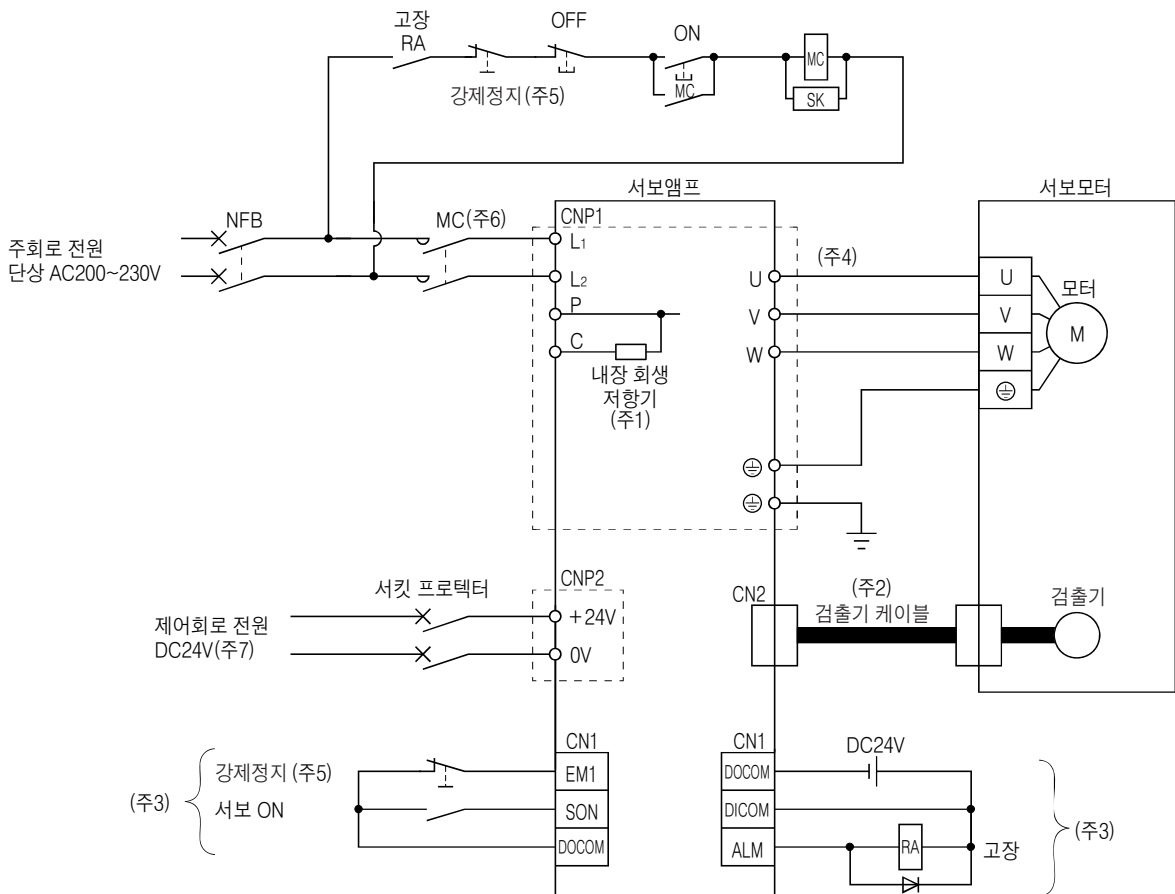 고장
RA
OFF
ON
MC
강제정지 (주5)
MC
SK
서보앰프
서보모터
NFB
MC(주6)
CNP1
주회로 전원
단상 AC200~230V
L1
L2
P
C
내장 회생
저항기
(주1)
U
V
W
(주4)
U
V
W
모터
M
서킷 프로텍터
CNP2
제어회로 전원
DC24V(주7)
+24V
0V
CN2
(주2)
검출기 케이블
검출기
(주3)
강제정지 (주5)
서보 ON
CN1
EM1
SON
DOCOM
CN1
DOCOM
DICOM
ALM
DC24V
RA
고장
(주3)